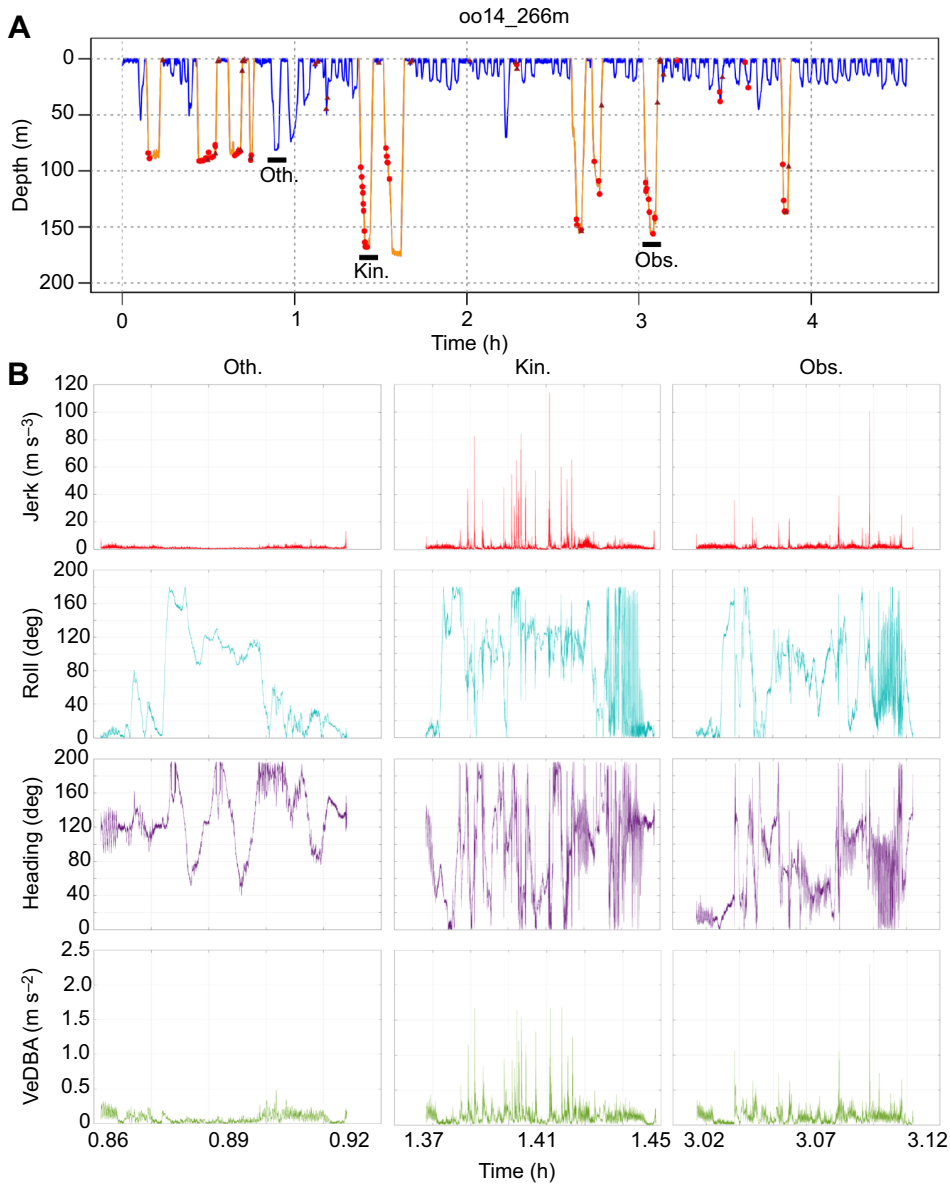 oo14_266m
A
0
50
100
150
200
Depth (m)
Oth.
Kin.
Obs.
0 1 2 3 4
Time (h)
B
Oth. Kin. Obs.
120
100
80
60
40
20
0
Jerk (m s−3)
200
160
120
80
40
0
Roll (deg)
200
160
120
80
40
0
Heading (deg)
2.5
2.0
1.5
1.0
0.5
0
VeDBA (m s−2)
0.86 0.89 0.92 1.37 1.41 1.45 3.02 3.07 3.12
Time (h)